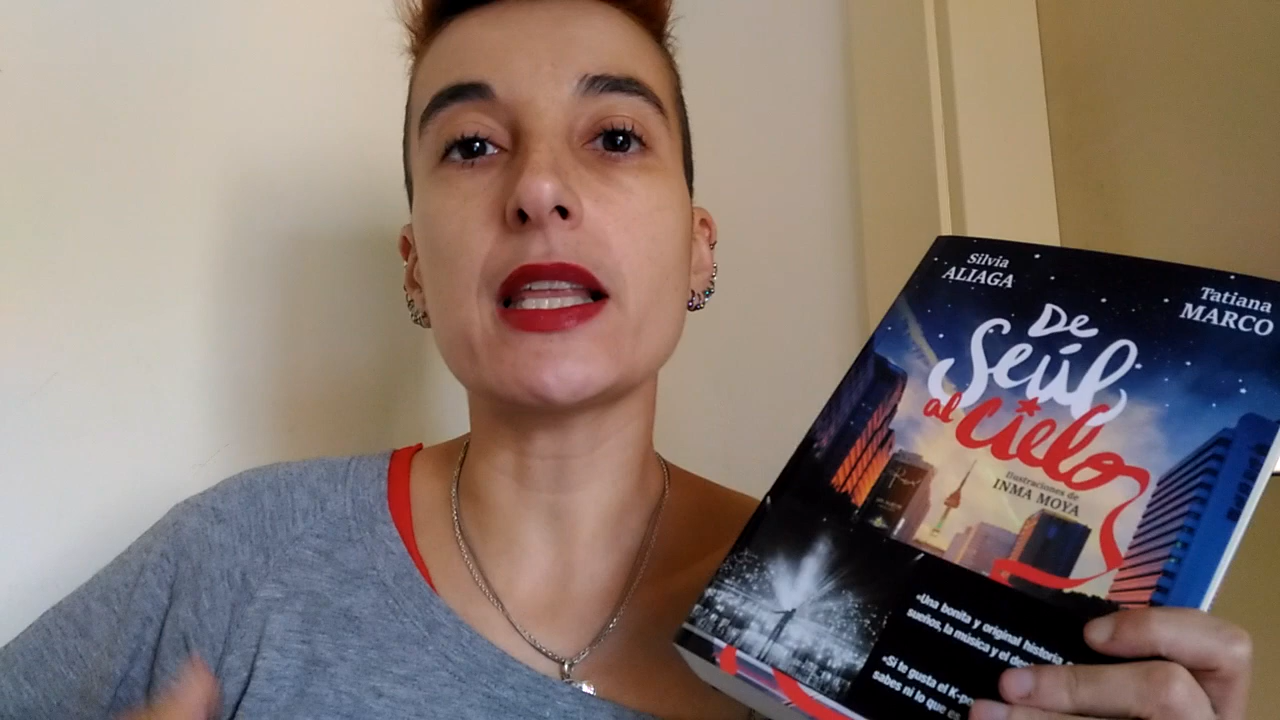 Silvia
ALIAGA
Tatiana
MARCO
De
Seúl
al cielo
Ilustraciones de
INMA MOYA
«Una bonita y original historia
sueños, la música y el
«Si te gusta el
sabes ni lo que es